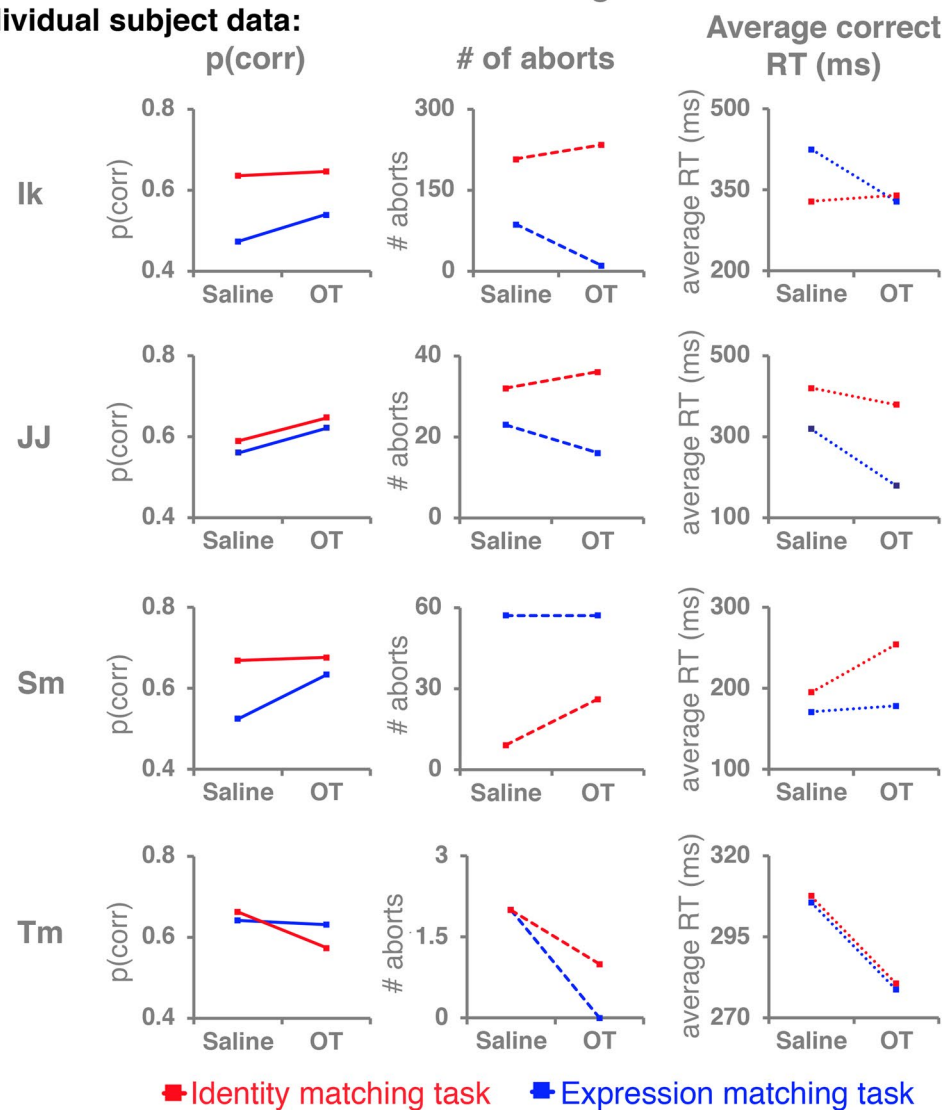 dividual subject data:
p(corr)
# of aborts
Average correct
RT (ms)
Ik
p(corr)
0.8
0.6
0.4
Saline OT
# aborts
300
150
0
Saline OT
average RT (ms)
500
350
200
Saline OT
JJ
p(corr)
0.8
0.6
0.4
Saline OT
# aborts
40
20
0
Saline OT
average RT (ms)
500
300
100
Saline OT
Sm
p(corr)
0.8
0.6
0.4
Saline OT
# aborts
60
30
0
Saline OT
average RT (ms)
300
200
100
Saline OT
Tm
p(corr)
0.8
0.6
0.4
Saline OT
# aborts
3
1.5
0
Saline OT
average RT (ms)
320
295
270
Saline OT
Identity matching task
Expression matching task